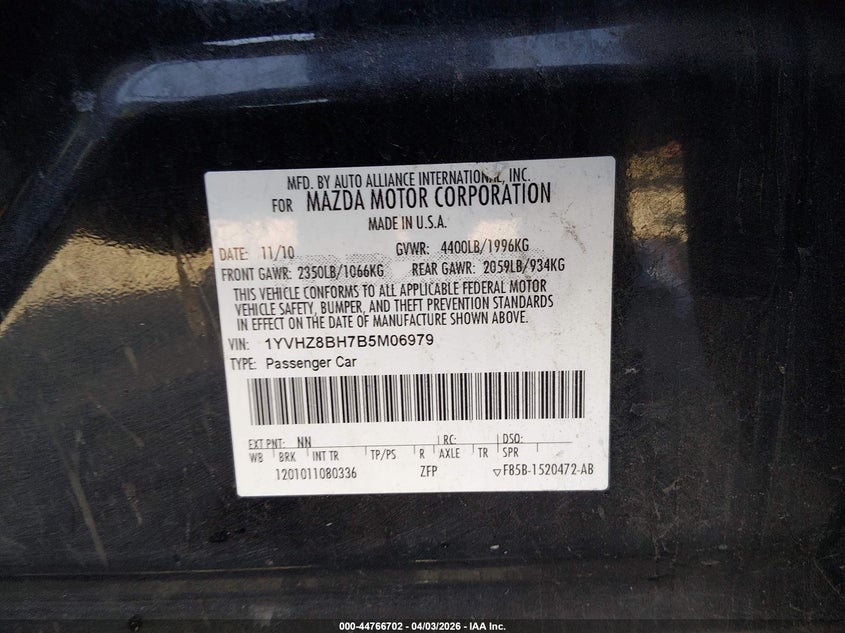 MFD. BY AUTO ALLIANCE INTERNATIONAL, INC.
FOR MAZDA MOTOR CORPORATION
MADE IN U.S.A.
DATE: 11/10 GVWR: 4400LB/1996KG
FRONT GAWR: 2350LB/1066KG REAR GAWR: 2059LB/934KG
THIS VEHICLE CONFORMS TO ALL APPLICABLE FEDERAL MOTOR
VEHICLE SAFETY, BUMPER, AND THEFT PREVENTION STANDARDS
IN EFFECT ON THE DATE OF MANUFACTURE SHOWN ABOVE.
VIN: 1YVHZ8BH7B5M06979
TYPE: Passenger Car
EXT PNT: NN RC: DSO:
WB BRK INT TR TP/PS R AXLE TR SPR
1201011080336 ZFP ▽F85B-1520472-AB
000-44766702 - 04/03/2026 - IAA Inc.